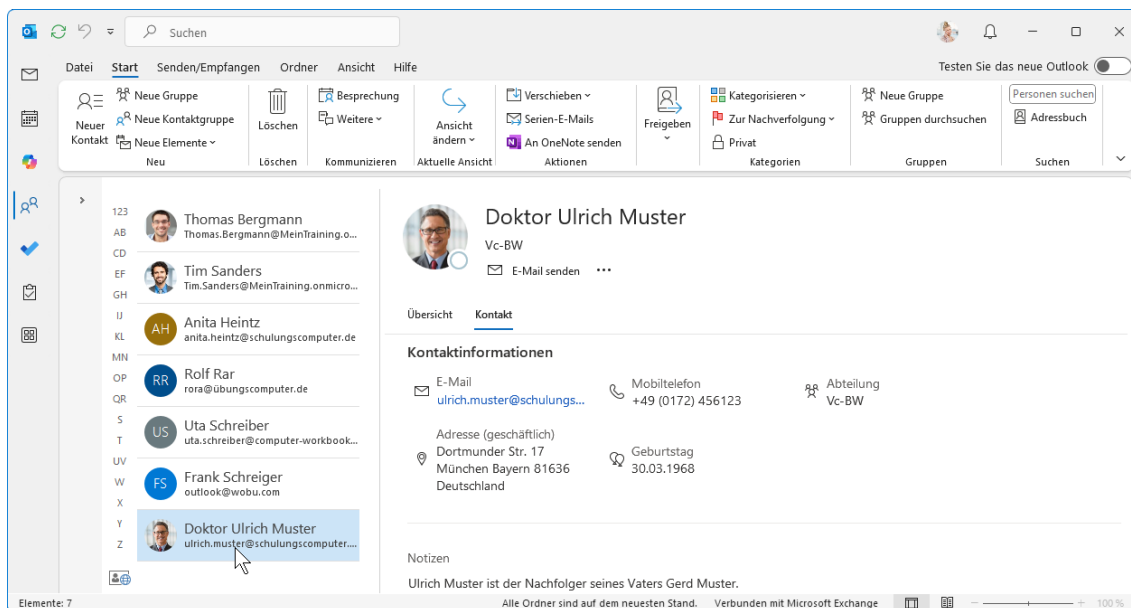 Suchen
Datei Start Senden/Empfangen Ordner Ansicht Hilfe
Testen Sie das neue Outlook
Neuer Kontakt
Neue Gruppe
Neue Kontaktgruppe
Neue Elemente
Neu
Löschen
Löschen
Besprechung
Weitere
Kommunizieren
Ansicht ändern
Aktuelle Ansicht
Verschieben
Serien-E-Mails
An OneNote senden
Aktionen
Freigeben
Kategorisieren
Zur Nachverfolgung
Privat
Kategorien
Neue Gruppe
Gruppen durchsuchen
Gruppen
Personen suchen
Adressbuch
Suchen
123
AB
CD
EF
GH
IJ
KL
MN
OP
QR
S
T
UV
W
X
Y
Z
Thomas Bergmann
Thomas.Bergmann@MeinTraining.o...
Tim Sanders
Tim.Sanders@MeinTraining.onmicro...
AH
Anita Heintz
anita.heintz@schulungscomputer.de
RR
Rolf Rar
rora@übungscomputer.de
US
Uta Schreiber
uta.schreiber@computer-workbook...
FS
Frank Schreiger
outlook@wobu.com
Doktor Ulrich Muster
ulrich.muster@schulungscomputer....
Doktor Ulrich Muster
Vc-BW
E-Mail senden
Übersicht Kontakt
Kontaktinformationen
E-Mail
ulrich.muster@schulungs...
Mobiltelefon
+49 (0172) 456123
Abteilung
Vc-BW
Adresse (geschäftlich)
Dortmunder Str. 17
München Bayern 81636
Deutschland
Geburtstag
30.03.1968
Notizen
Ulrich Muster ist der Nachfolger seines Vaters Gerd Muster.
Elemente: 7
Alle Ordner sind auf dem neuesten Stand. Verbunden mit Microsoft Exchange
100 %